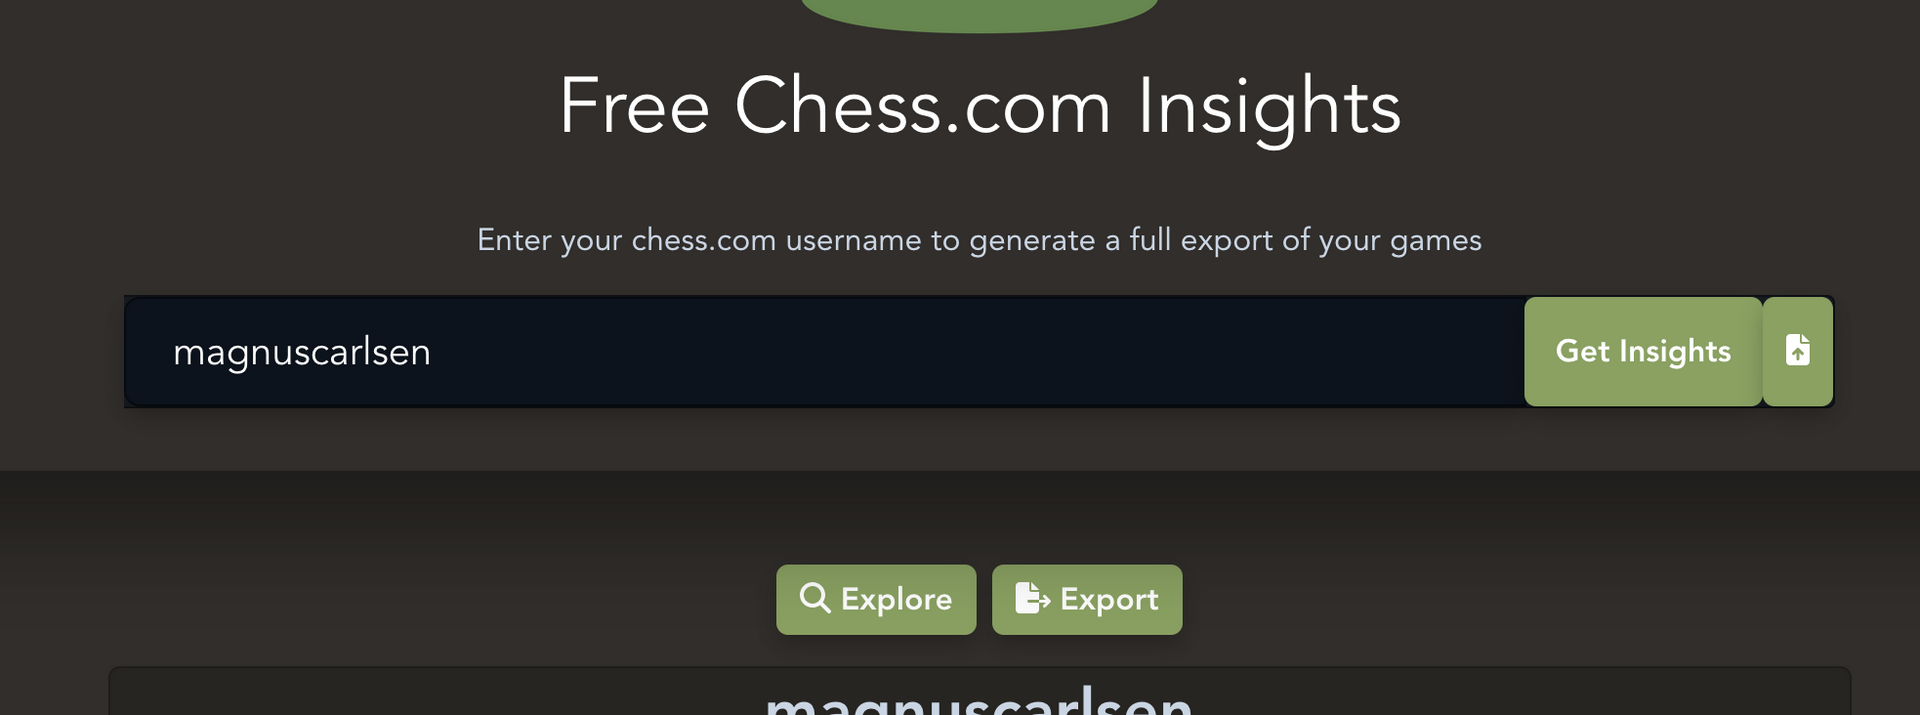 Free Chess.com Insights
Enter your chess.com username to generate a full export of your games
magnuscarlsen
Get Insights
Explore
Export
magnuscarlsen